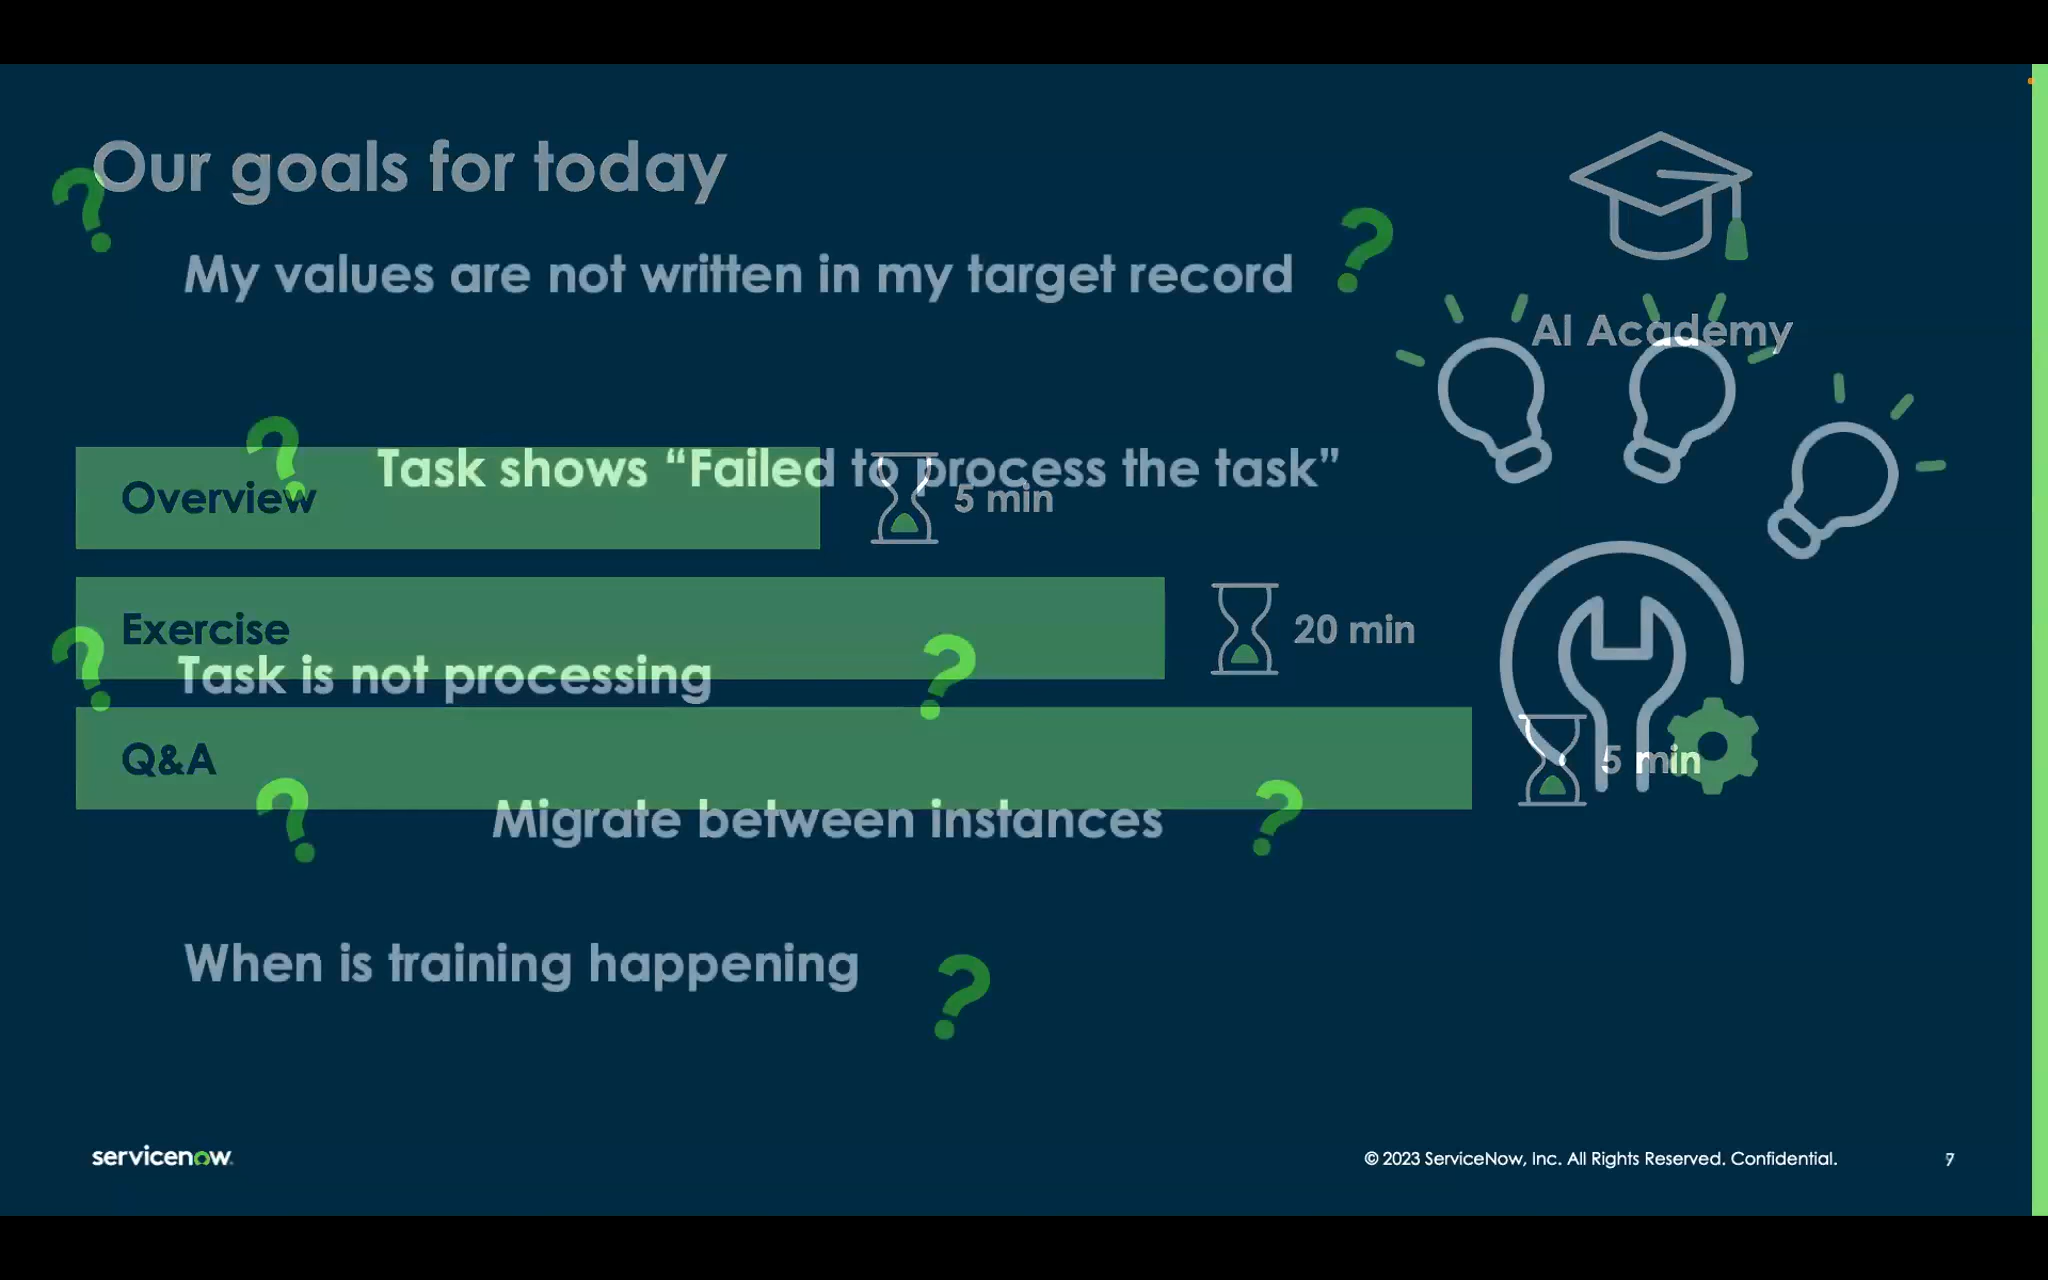 Our goals for today
My values are not written in my target record
?
?
AI Academy
Task shows “Failed to process the task”
?
Overview
5 min
Exercise
20 min
?
Task is not processing
?
Q&A
5 min
?
Migrate between instances
?
When is training happening
?
servicenow
© 2023 ServiceNow, Inc. All Rights Reserved. Confidential.
7